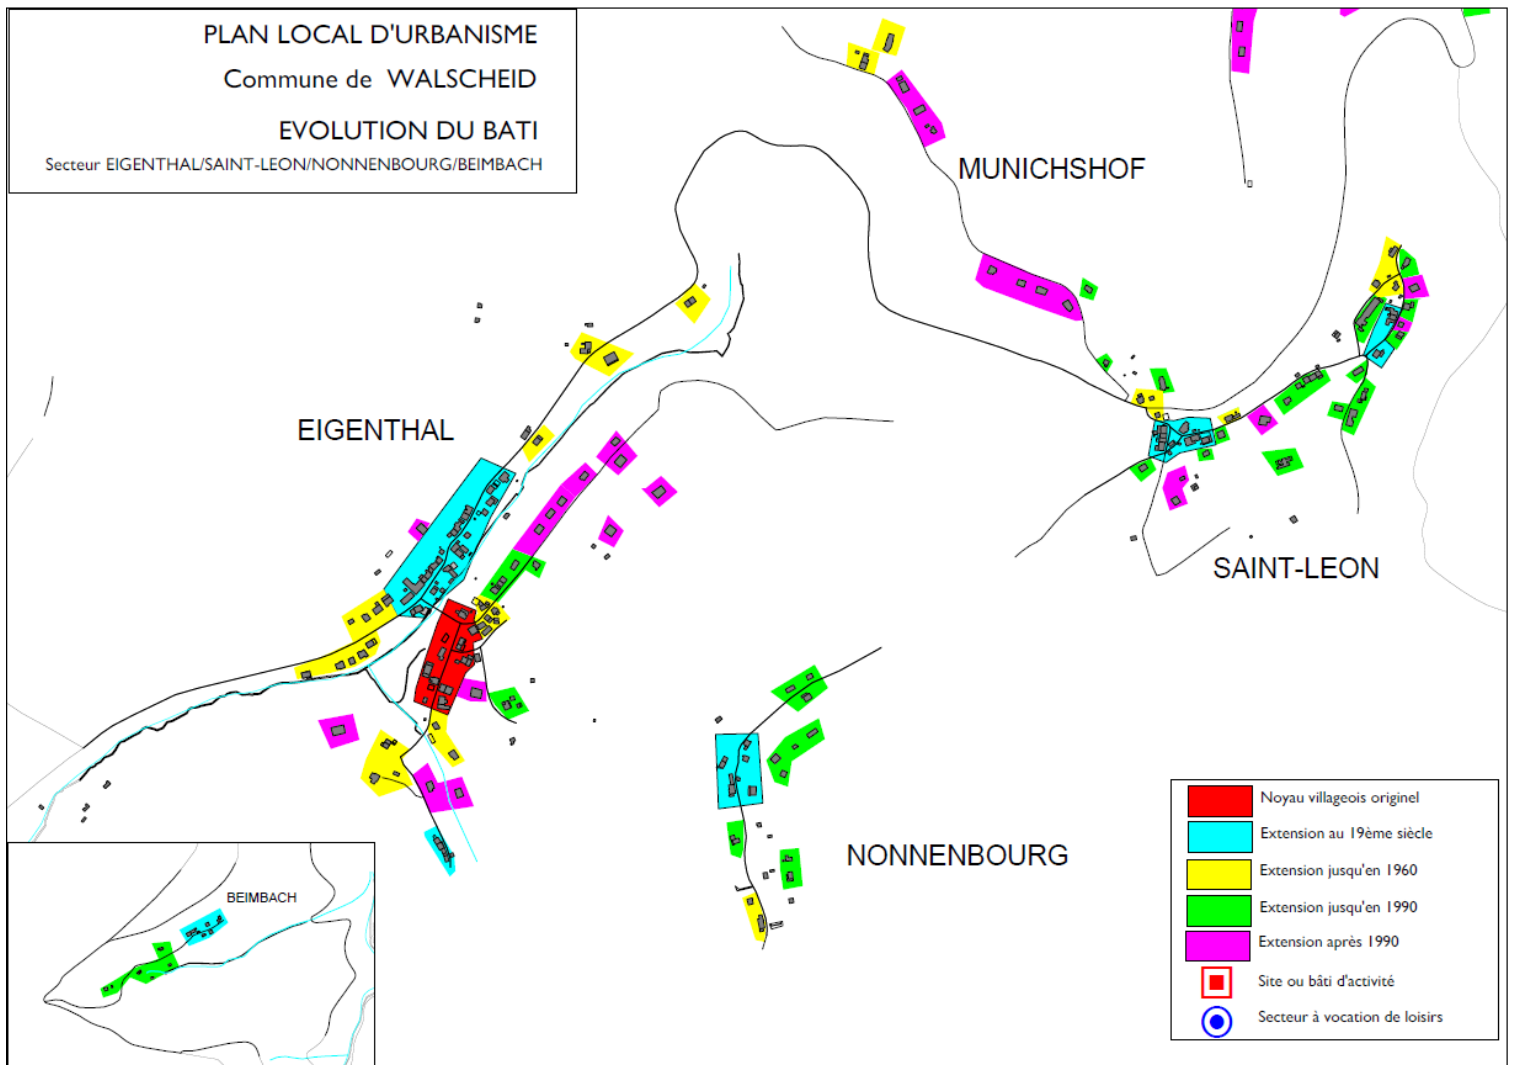 PLAN LOCAL D'URBANISME
Commune de WALSCHEID
EVOLUTION DU BATI
Secteur EIGENTHAL/SAINT-LEON/NONNENBOURG/BEIMBACH
MUNICHSHOF
EIGENTHAL
SAINT-LEON
NONNENBOURG
BEIMBACH
Noyau villageois originel
Extension au 19ème siècle
Extension jusqu'en 1960
Extension jusqu'en 1990
Extension après 1990
Site ou bâti d'activité
Secteur à vocation de loisirs